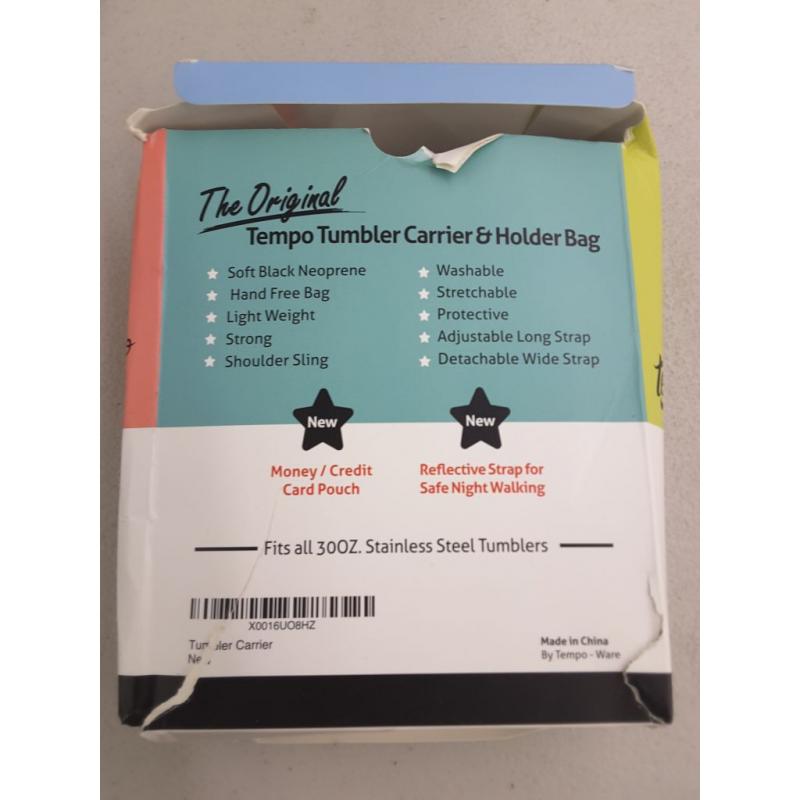 The Original
Tempo Tumbler Carrier & Holder Bag
Soft Black Neoprene
Hand Free Bag
Light Weight
Strong
Shoulder Sling
Washable
Stretchable
Protective
Adjustable Long Strap
Detachable Wide Strap
New
Money / Credit
Card Pouch
New
Reflective Strap for
Safe Night Walking
Fits all 30OZ. Stainless Steel Tumblers
X0016UO8HZ
Carrier
Made in China
By Tempo - Ware